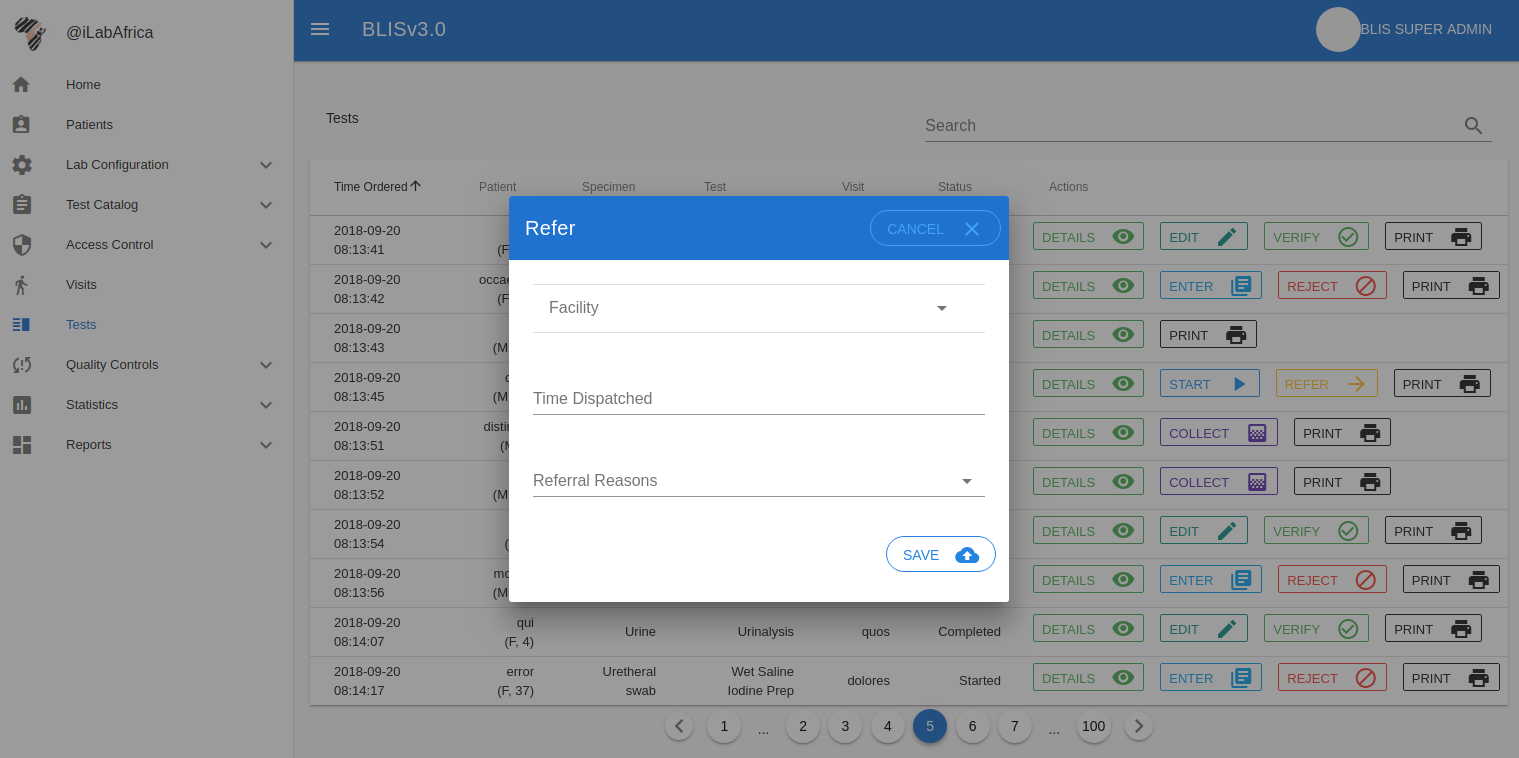 @iLabAfrica
BLISv3.0
BLIS SUPER ADMIN
Home
Patients
Lab Configuration
Test Catalog
Access Control
Visits
Tests
Quality Controls
Statistics
Reports
Tests
Search
Time Ordered Patient Specimen Test Visit Status Actions
Refer CANCEL
Facility
Time Dispatched
Referral Reasons
SAVE
2018-09-20
08:13:41 (F
DETAILS EDIT VERIFY PRINT
2018-09-20 occae
08:13:42 (F
DETAILS ENTER REJECT PRINT
2018-09-20
08:13:43 (M
DETAILS PRINT
2018-09-20
08:13:45 (M
DETAILS START REFER PRINT
2018-09-20 distin
08:13:51 (M
DETAILS COLLECT PRINT
2018-09-20
08:13:52 (M
DETAILS COLLECT PRINT
2018-09-20
08:13:54 (
DETAILS EDIT VERIFY PRINT
2018-09-20 mo
08:13:56 (M
DETAILS ENTER REJECT PRINT
2018-09-20 qui
08:14:07 (F, 4)
Urine Urinalysis quos Completed DETAILS EDIT VERIFY PRINT
2018-09-20 error Urethral Wet Saline
08:14:17 (F, 37) swab Iodine Prep
dolores Started DETAILS ENTER REJECT PRINT
1 ... 2 3 4 5 6 7 ... 100